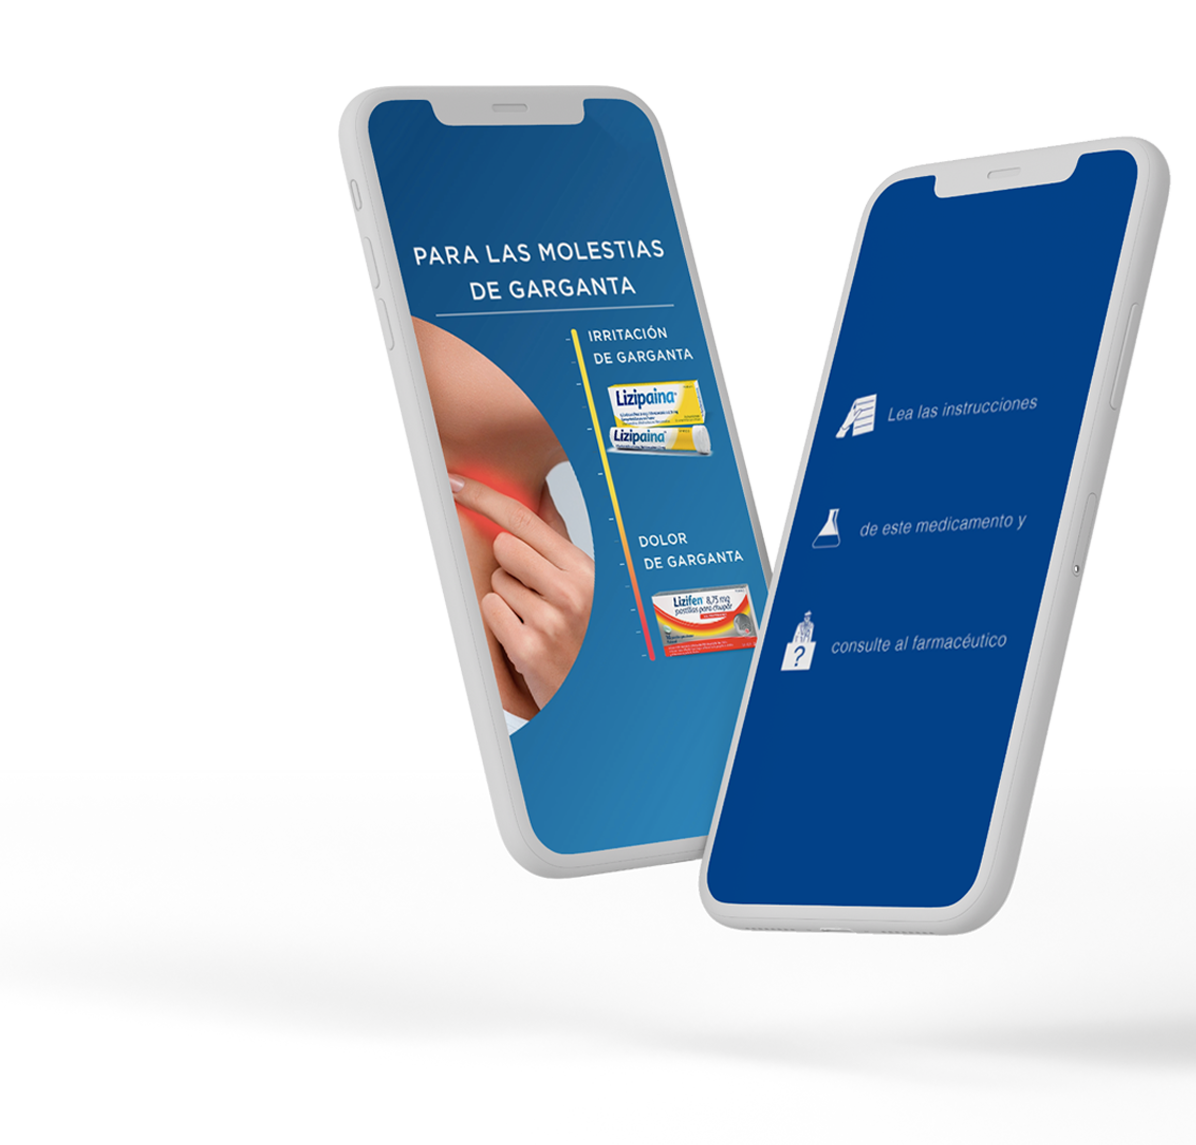 PARA LAS MOLESTIAS
DE GARGANTA
IRRITACIÓN
DE GARGANTA
Lizipaina
Lizipaina
DOLOR
DE GARGANTA
Lizifen 8,75 mg
pastillas para chupar
Lea las instrucciones
de este medicamento y
?
consulte al farmacéutico